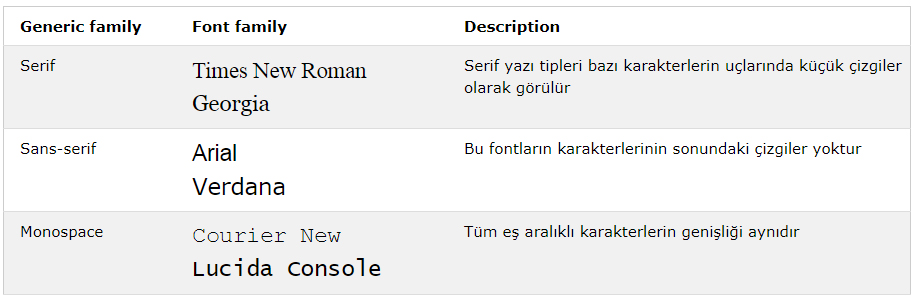 Generic family Font family Description
Serif Times New Roman Serif yazı tipleri bazı karakterlerin uçlarında küçük çizgiler
Georgia olarak görülür
Sans-serif Arial Bu fontların karakterlerinin sonundaki çizgiler yoktur
Verdana
Monospace Courier New Tüm eş aralıklı karakterlerin genişliği aynıdır
Lucida Console